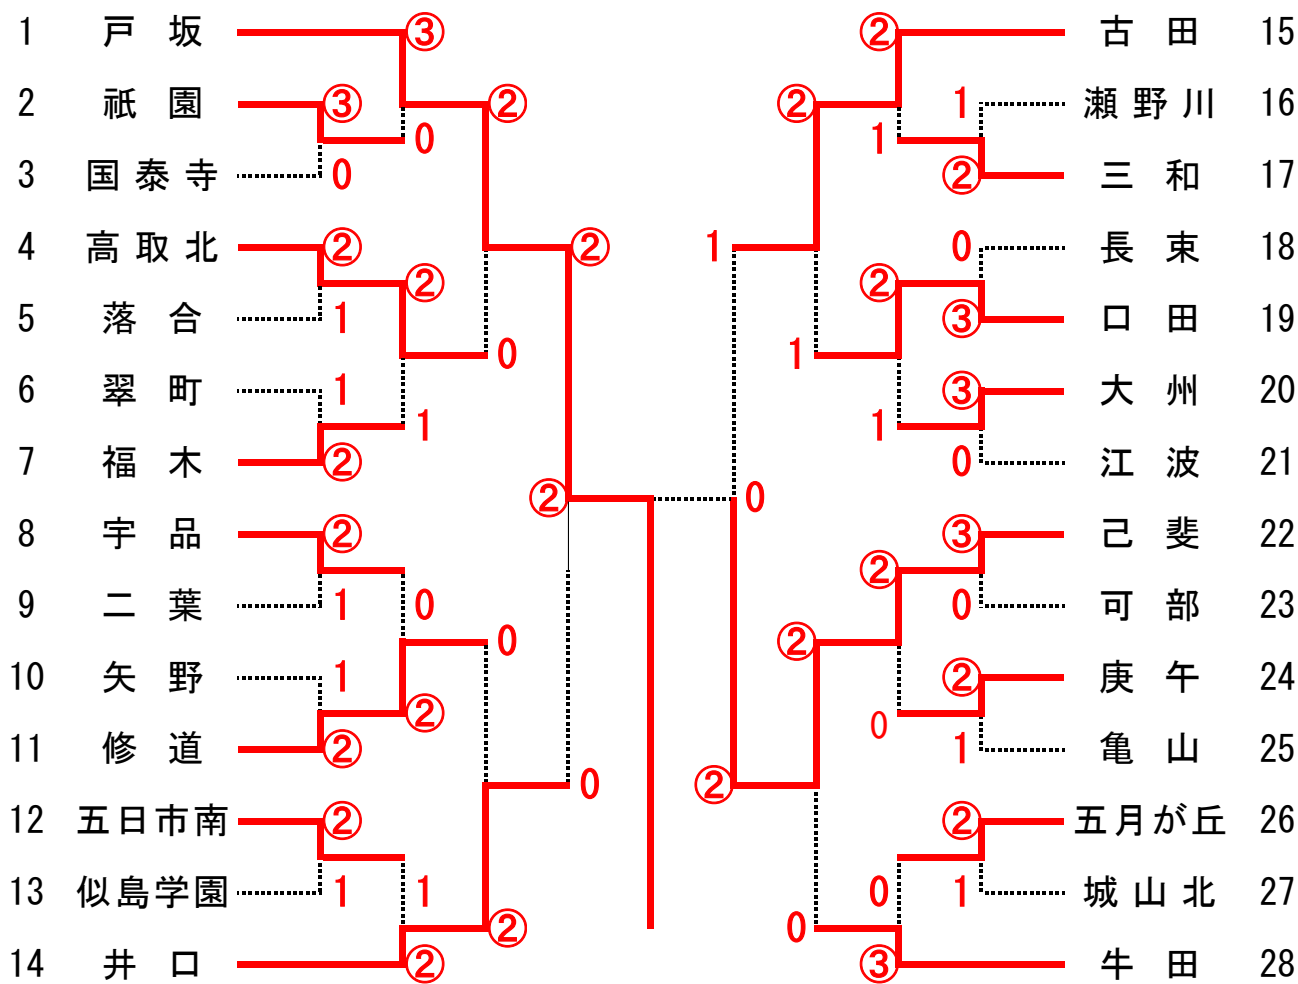 1 戸坂 ③ ② 古田 15
2 祇園 ③ ② ② 1 瀬野川 16
0 1
3 国泰寺 0 ② 三和 17
4 高取北 ② ② 1 0 長束 18
② ②
5 落合 1 ③ 口田 19
0 1
6 翠町 1 ③ 大州 20
1 1
7 福木 ② 0 江波 21
② 0
8 宇品 ② ③ 己斐 22
②
9 二葉 1 0 0 可部 23
0 ②
10 矢野 1 ② 庚午 24
② 0
11 修道 ② 1 亀山 25
0 ②
12 五日市南 ② ② 五月が丘 26
13 似島学園 1 1 0 1 城山北 27
② 0
14 井口 ② ③ 牛田 28